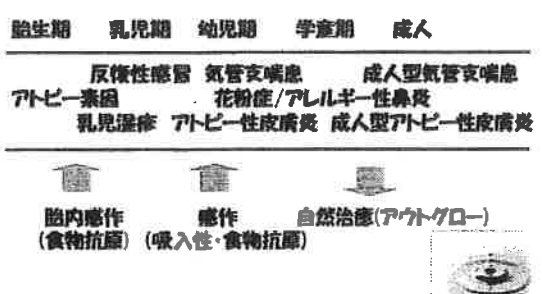 胎生期 乳児期 幼児期 学童期 成人
反復性感冒 気管支喘息 成人型気管支喘息
アトピー素因 花粉症/アレルギー性鼻炎
乳児湿疹 アトピー性皮膚炎 成人型アトピー性皮膚炎
胎内感作 感作 自然治癒(アウトグロー)
(食物抗原) (吸入性・食物抗原)